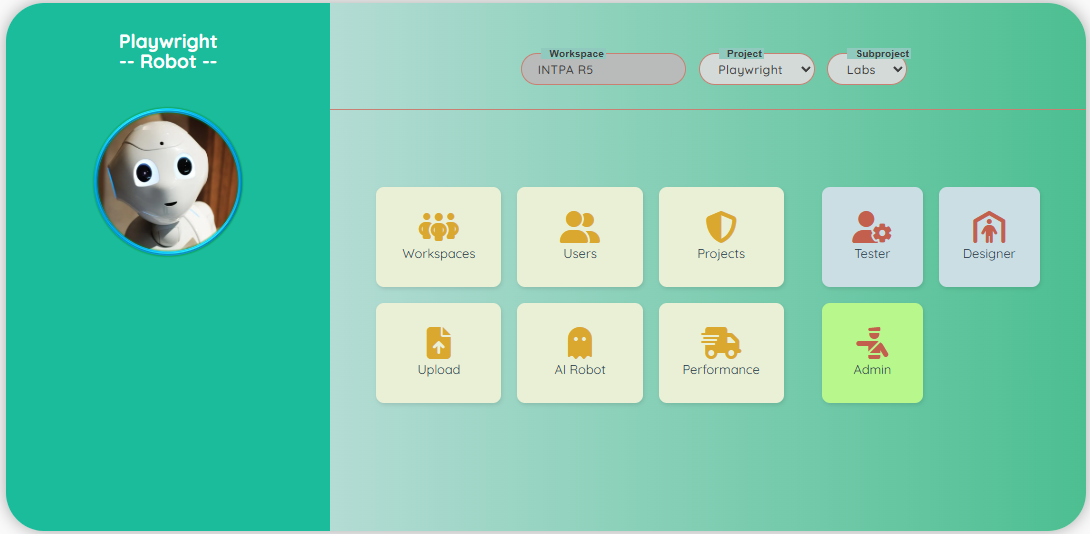 Playwright
-- Robot --
Workspace Project Subproject
INTPA R5 Playwright Labs
Workspaces Users Projects Tester Designer
Upload AI Robot Performance Admin